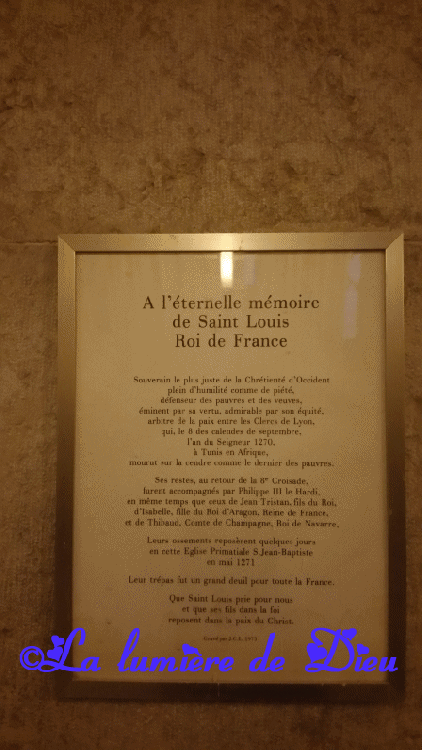 A l'éternelle mémoire
de Saint Louis
Roi de France
Souverain le plus juste de la Chrétienté d'Occident
plein d'humilité comme de piété,
défenseur des pauvres et des veuves,
éminent par sa vertu, admirable par son équité,
arbitre de la paix entre les Clercs de Lyon,
qui, le 8 des calendes de septembre,
l'an du Seigneur 1270,
à Tunis en Afrique,
mourut sur la cendre comme le dernier des pauvres.
Ses restes, au retour de la 8e Croisade,
furent accompagnés par Philippe III le Hardi,
en même temps que ceux de Jean Tristan, fils du Roi,
d'Isabelle, fille du Roi d'Aragon, Reine de France,
et de Thibaud, Comte de Champagne, Roi de Navarre.
Leurs ossements reposèrent quelques jours
en cette Eglise Primatiale S.Jean-Baptiste
en mai 1271
Leur trépas fut un grand deuil pour toute la France.
Que Saint Louis prie pour nous
et que ses fils dans la foi
reposent dans la paix du Christ.
©La lumière de Dieu